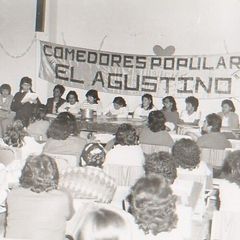 COMEDORES POPULAR
"EL AGUSTINO"